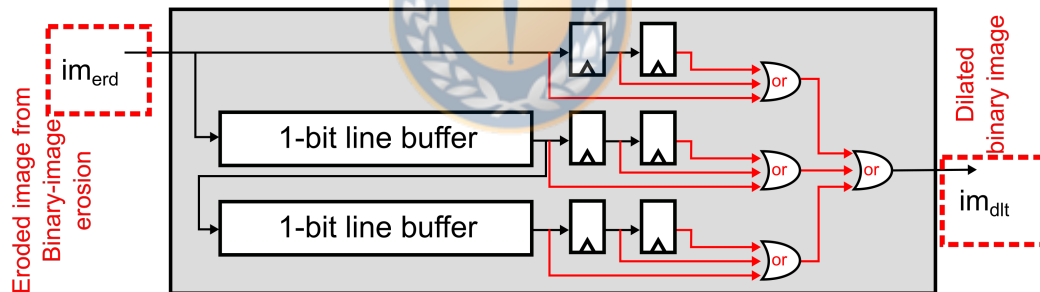 Eroded image from
Binary-image
erosion
im_erd
1-bit line buffer
1-bit line buffer
or
or
or
or
Dilated
binary image
im_dlt